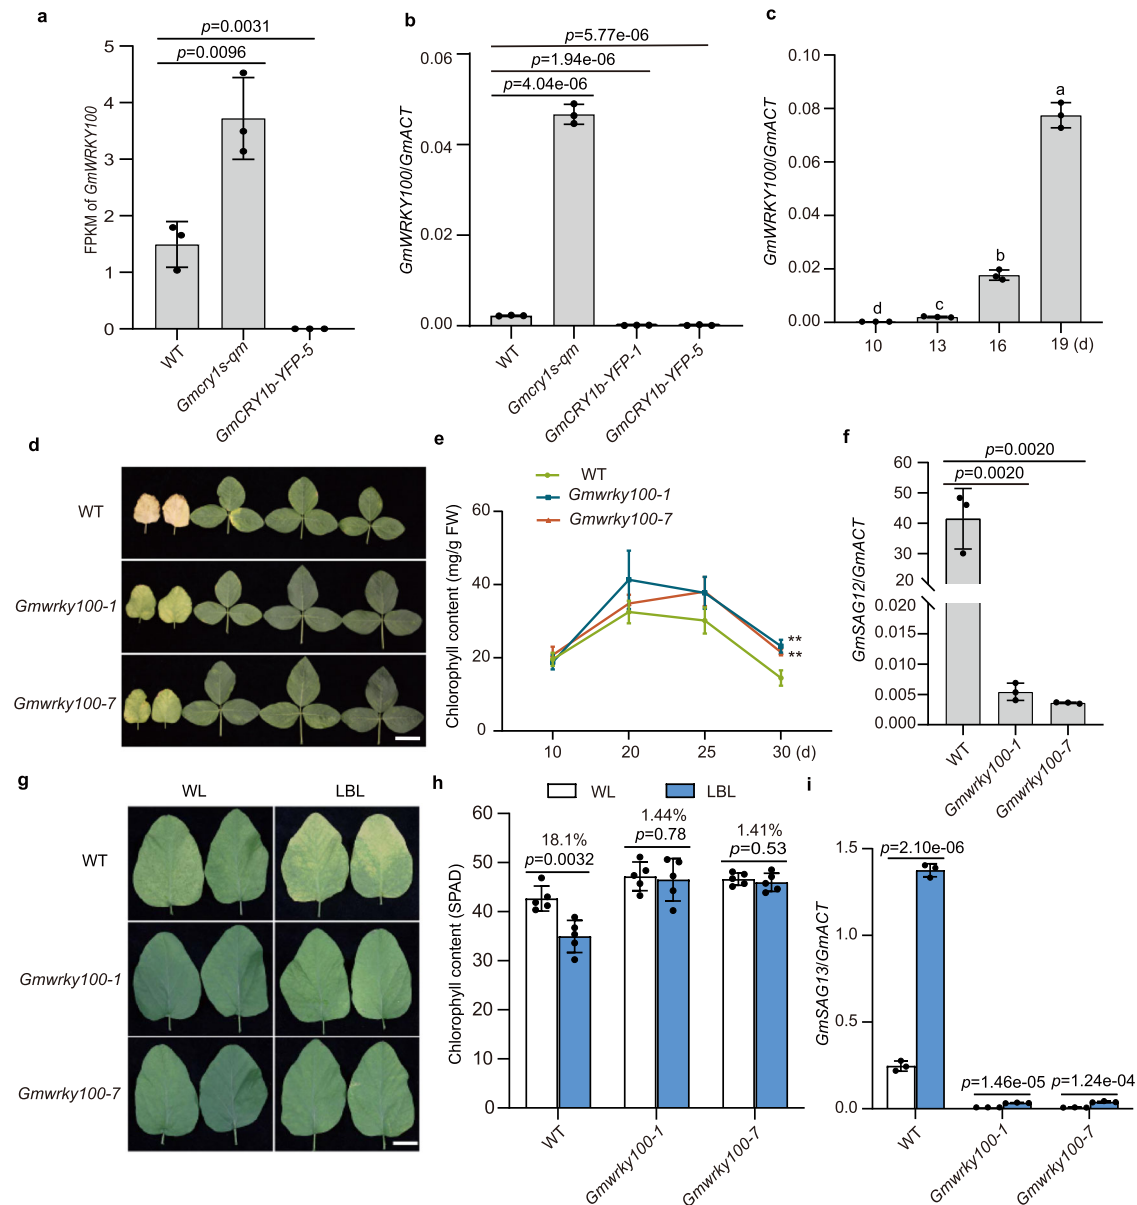 a
p=0.0031
p=0.0096
FPKM of GmWRKY100
5
4
3
2
1
0
WT
Gmcry1s-qm
GmCRY1b-YFP-5
b
p=5.77e-06
p=1.94e-06
p=4.04e-06
GmWRKY100/GmACT
0.06
0.04
0.02
0.00
WT
Gmcry1s-qm
GmCRY1b-YFP-1
GmCRY1b-YFP-5
c
GmWRKY100/GmACT
0.10
0.08
0.06
0.04
0.02
0.00
d
c
b
a
10
13
16
19 (d)
d
WT
Gmwrky100-1
Gmwrky100-7
e
WT
Gmwrky100-1
Gmwrky100-7
Chlorophyll content (mg/g FW)
60
40
20
0
**
**
10
20
25
30 (d)
f
p=0.0020
p=0.0020
GmSAG12/GmACT
60
50
40
30
20
0.020
0.015
0.010
0.005
0.000
WT
Gmwrky100-1
Gmwrky100-7
g
WL
LBL
WT
Gmwrky100-1
Gmwrky100-7
h
WL
LBL
Chlorophyll content (SPAD)
60
50
40
30
20
10
0
18.1%
p=0.0032
1.44%
p=0.78
1.41%
p=0.53
WT
Gmwrky100-1
Gmwrky100-7
i
GmSAG13/GmACT
1.5
1.0
0.5
0.0
p=2.10e-06
p=1.46e-05
p=1.24e-04
WT
Gmwrky100-1
Gmwrky100-7